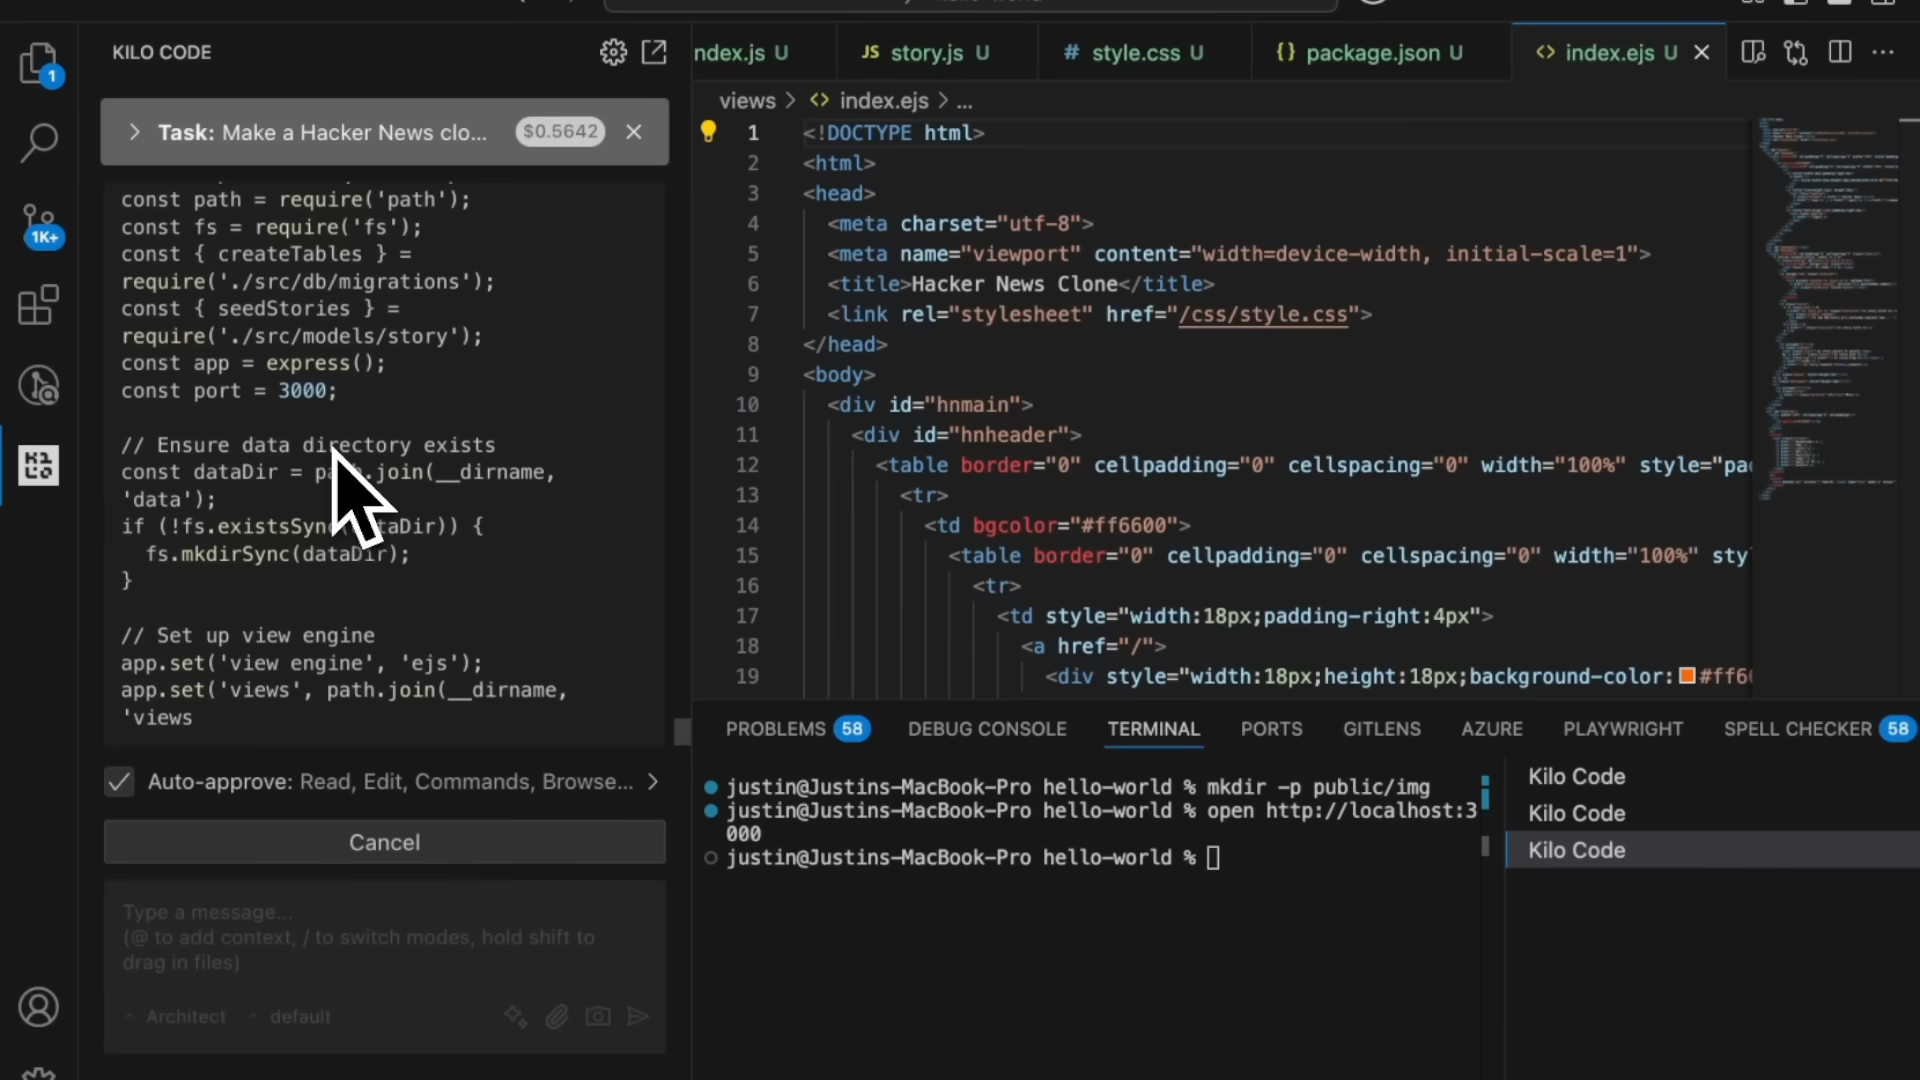 KILO CODE
1
1K+
Task: Make a Hacker News clo... $0.5642
const path = require('path');
const fs = require('fs');
const { createTables } =
require('./src/db/migrations');
const { seedStories } =
require('./src/models/story');
const app = express();
const port = 3000;
// Ensure data directory exists
const dataDir = path.join(__dirname,
'data');
if (!fs.existsSync(dataDir)) {
fs.mkdirSync(dataDir);
}
// Set up view engine
app.set('view engine', 'ejs');
app.set('views', path.join(__dirname,
'views
Auto-approve: Read, Edit, Commands, Browse...
Cancel
Type a message...
(@ to add context, / to switch modes, hold shift to
drag in files)
Architect default
ndex.js U JS story.js U # style.css U {} package.json U <> index.ejs U
views > <> index.ejs > ...
1 <!DOCTYPE html>
2 <html>
3 <head>
4 <meta charset="utf-8">
5 <meta name="viewport" content="width=device-width, initial-scale=1">
6 <title>Hacker News Clone</title>
7 <link rel="stylesheet" href="/css/style.css">
8 </head>
9 <body>
10 <div id="hnmain">
11 <div id="hnheader">
12 <table border="0" cellpadding="0" cellspacing="0" width="100%" style="pad
13 <tr>
14 <td bgcolor="#ff6600">
15 <table border="0" cellpadding="0" cellspacing="0" width="100%" sty
16 <tr>
17 <td style="width:18px;padding-right:4px">
18 <a href="/">
19 <div style="width:18px;height:18px;background-color:#ff66
PROBLEMS 58 DEBUG CONSOLE TERMINAL PORTS GITLENS AZURE PLAYWRIGHT SPELL CHECKER 58
justin@Justins-MacBook-Pro hello-world % mkdir -p public/img
justin@Justins-MacBook-Pro hello-world % open http://localhost:3
000
justin@Justins-MacBook-Pro hello-world %
Kilo Code
Kilo Code
Kilo Code